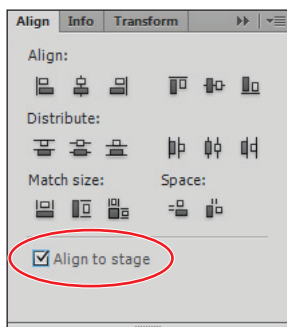 Align Info Transform
Align:
Distribute:
Match size: Space:
Align to stage